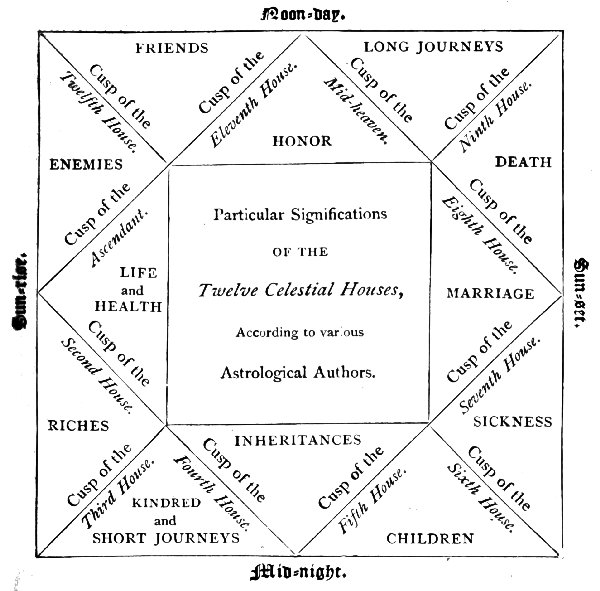 Noon-day.
FRIENDS
LONG JOURNEYS
Cusp of the
Twelfth House.
Cusp of the
Eleventh House.
Cusp of the
Mid-heaven.
Cusp of the
Ninth House.
HONOR
ENEMIES
DEATH
Cusp of the
Ascendant.
Cusp of the
Eighth House.
Particular Significations
OF THE
Twelve Celestial Houses,
According to various
Astrological Authors.
LIFE
and
HEALTH
MARRIAGE
Sun-rise.
Sun-set.
Cusp of the
Second House.
Cusp of the
Seventh House.
RICHES
SICKNESS
INHERITANCES
Cusp of the
Third House.
Cusp of the
Fourth House.
Cusp of the
Fifth House.
Cusp of the
Sixth House.
KINDRED
and
SHORT JOURNEYS
CHILDREN
Mid-night.